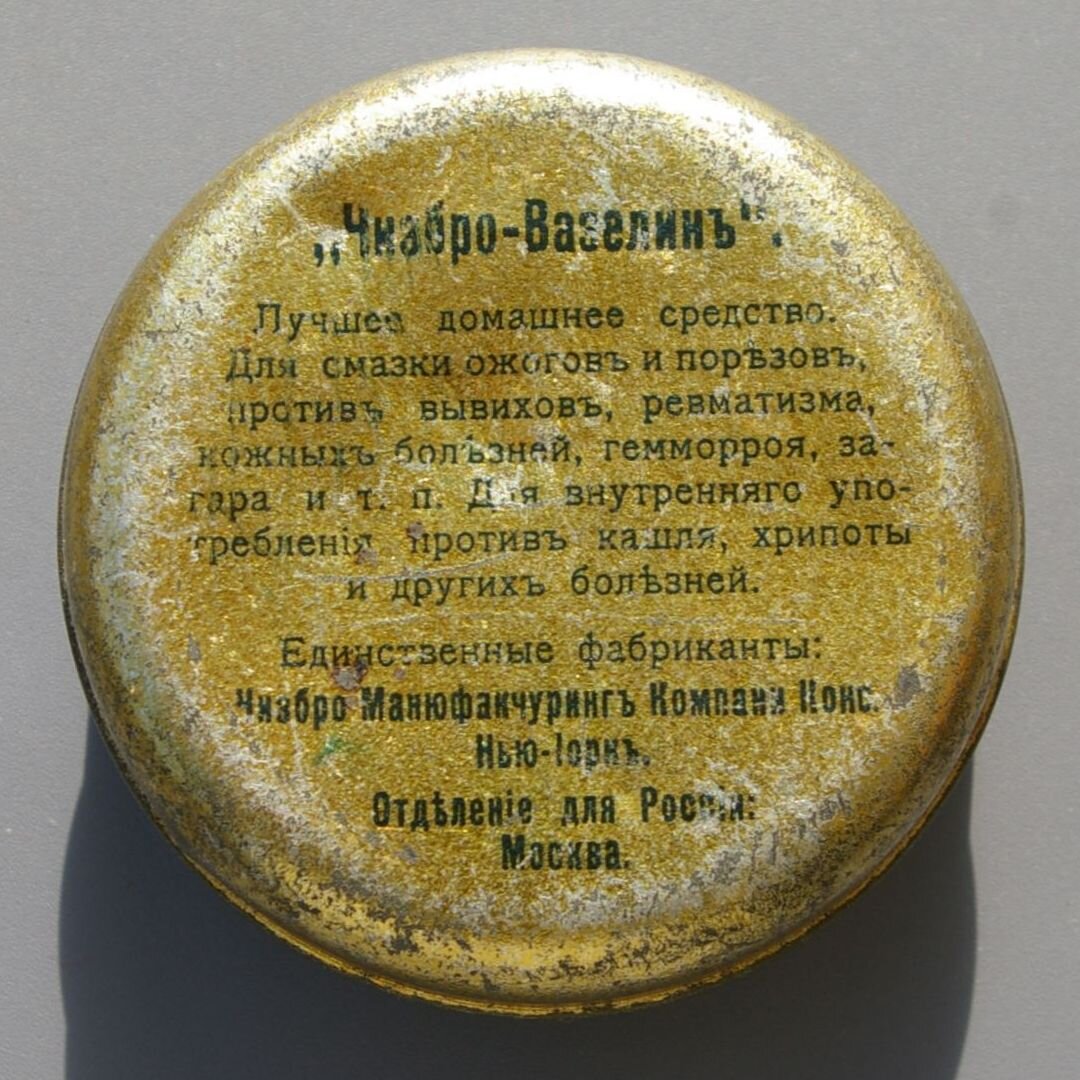 „Чизбро-Вазелинъ“.
Лучшее домашнее средство.
Для смазки ожоговъ и порѣзовъ,
противъ вывиховъ, ревматизма,
кожныхъ болѣзней, гемморроя, за-
гара и т. п. Для внутренняго упо-
требленія противъ кашля, хрипоты
и другихъ болѣзней.
Единственные фабриканты:
Чизбро Манюфакчурингъ Компани Конс.
Нью-Іоркъ.
Отдѣленіе для Россіи:
Москва.